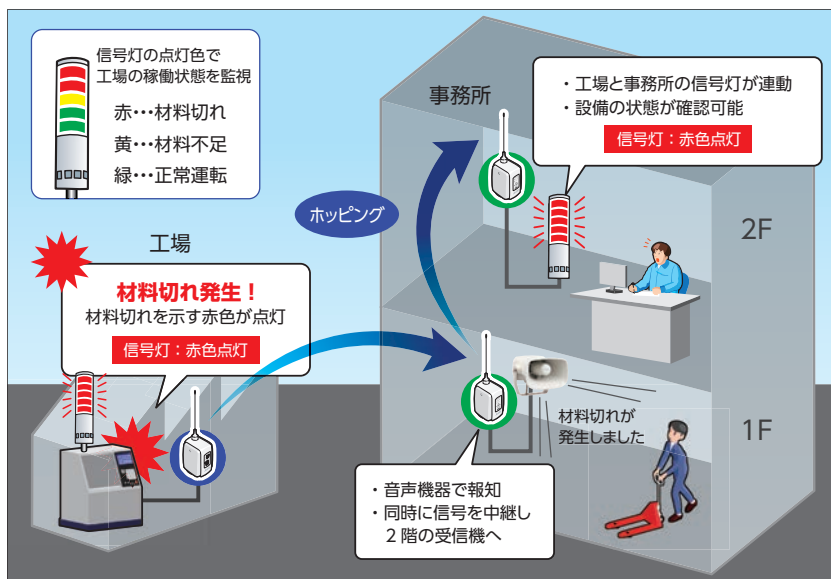 信号灯の点灯色で
工場の稼働状態を監視
赤･･･材料切れ
黄･･･材料不足
緑･･･正常運転
事務所
・工場と事務所の信号灯が連動
・設備の状態が確認可能
信号灯：赤色点灯
ホッピング
2F
工場
材料切れ発生！
材料切れを示す赤色が点灯
信号灯：赤色点灯
材料切れが
発生しました
1F
・音声機器で報知
・同時に信号を中継し
２階の受信機へ